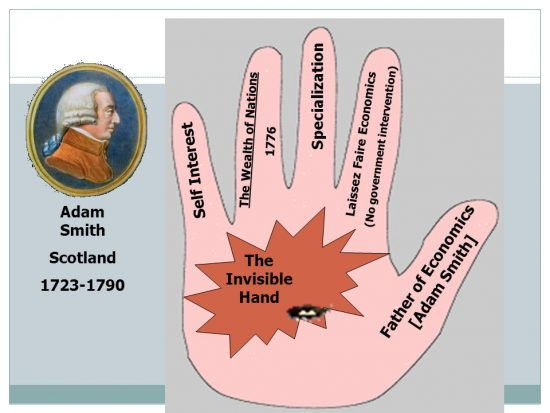 Adam
Smith
Scotland
1723-1790
Self Interest
The Wealth of Nations
1776
Specialization
Laissez Faire Economics
(No government intervention)
Father of Economics
[Adam Smith]
The
Invisible
Hand